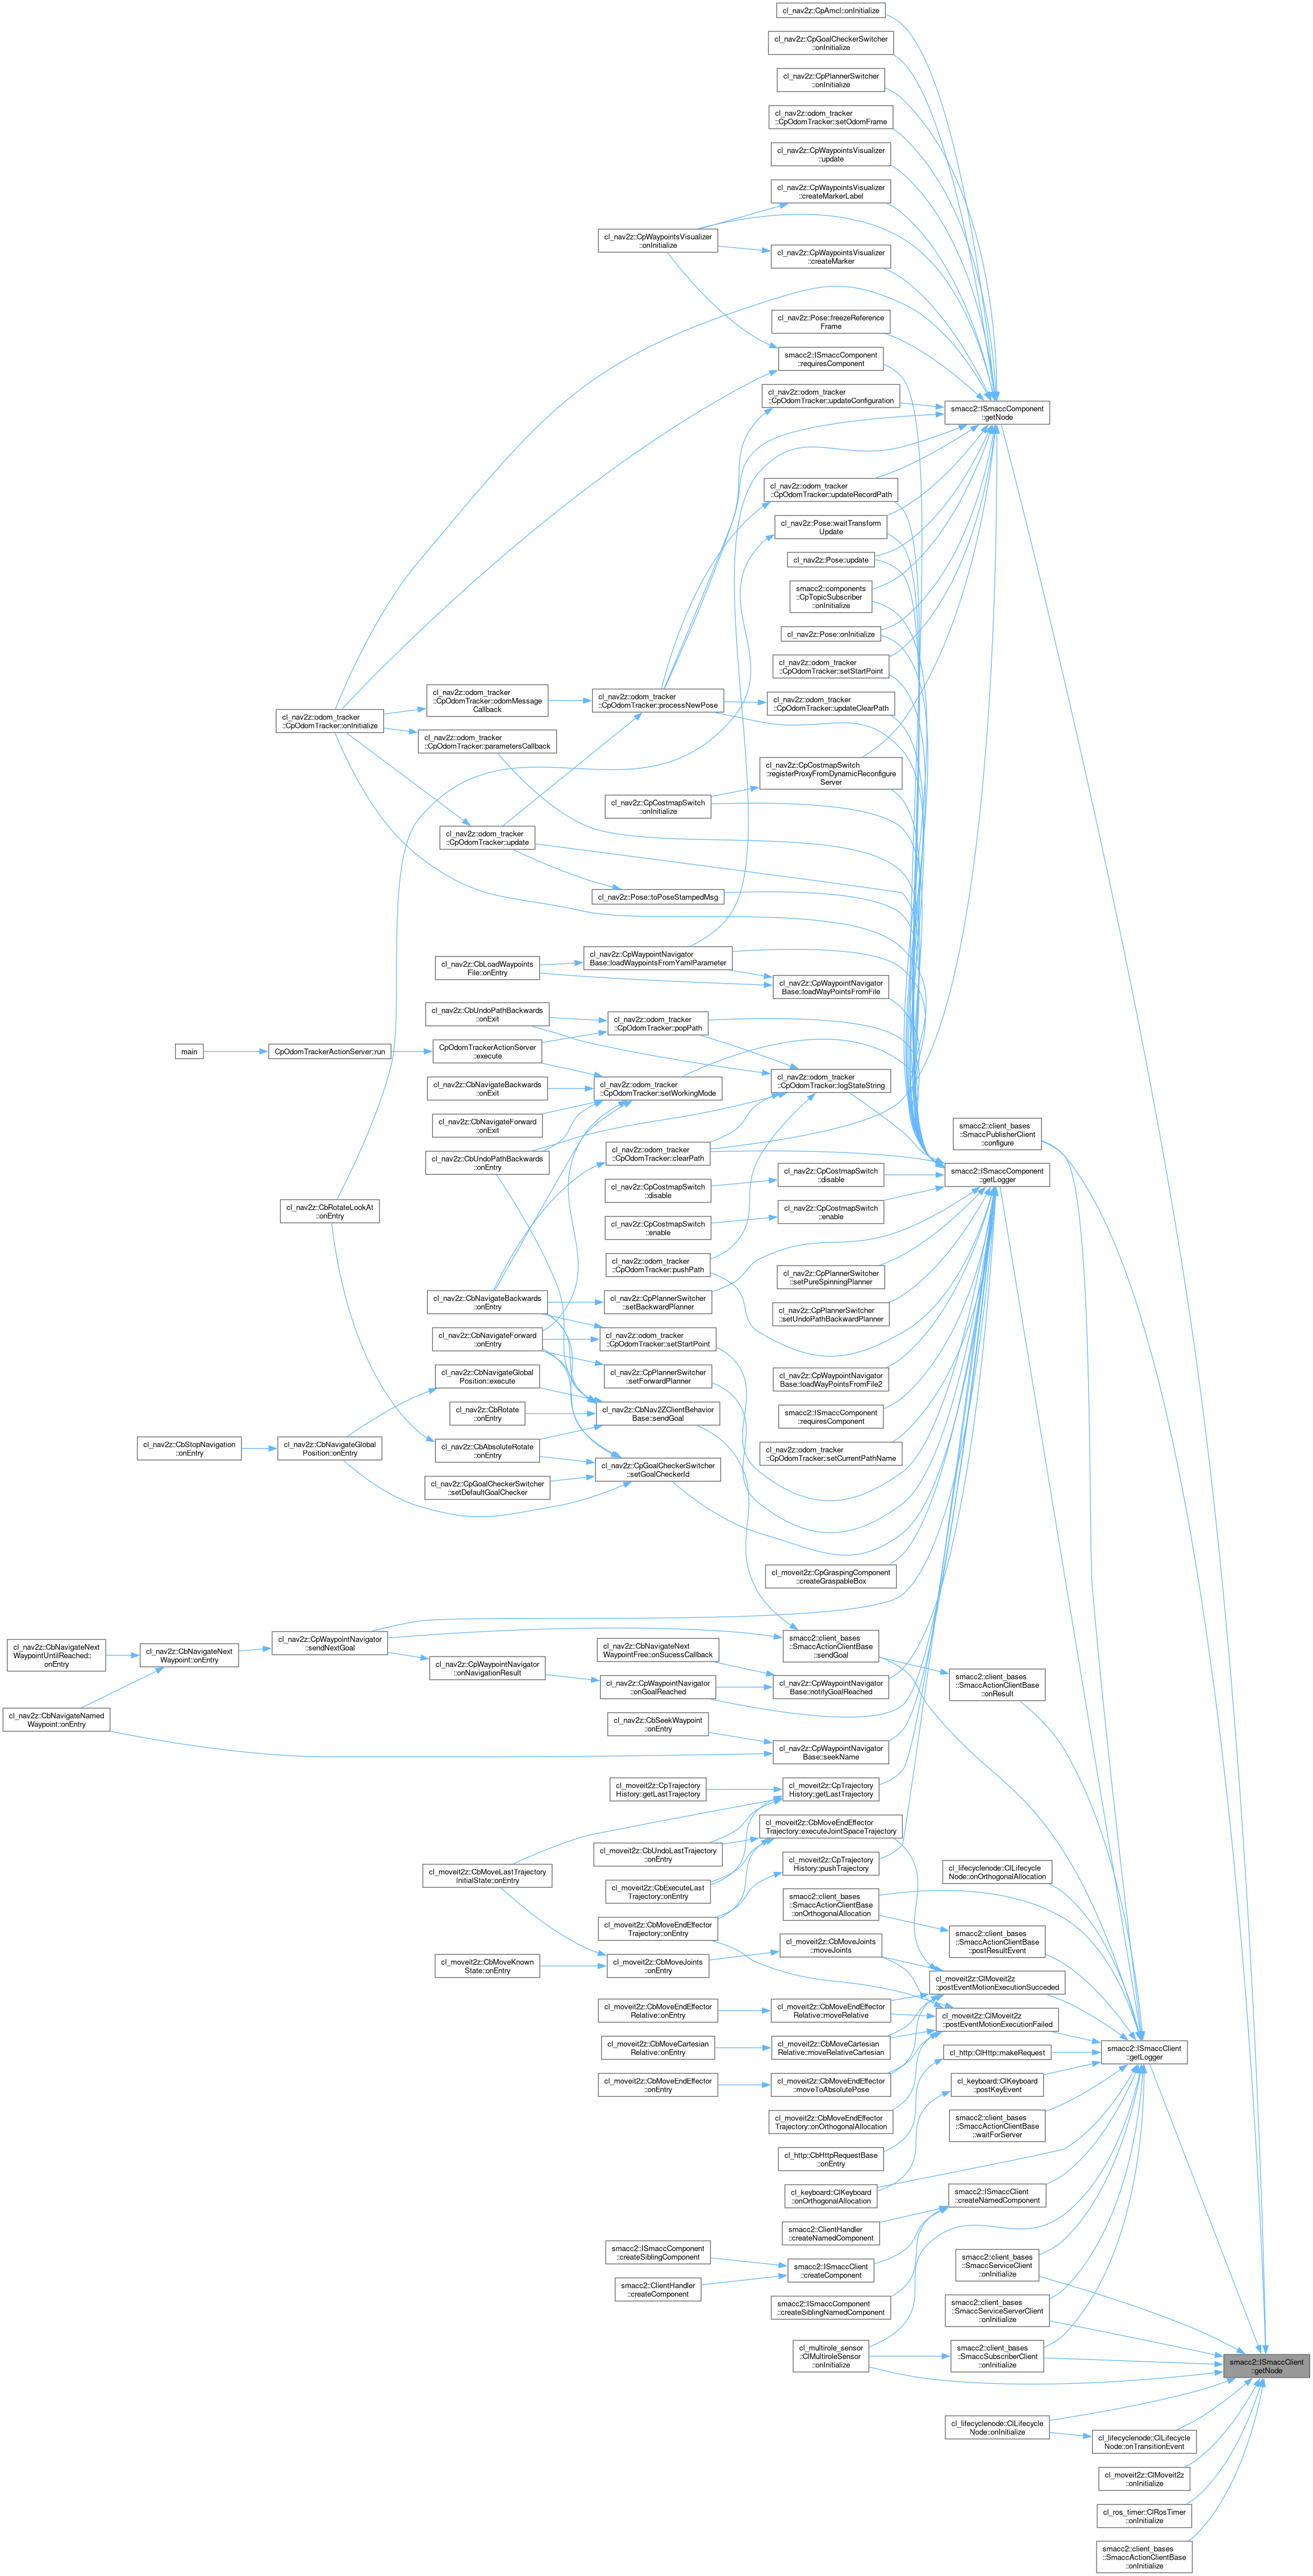 cl_nav2z::CpAmcl::onInitialize
cl_nav2z::CpGoalCheckerSwitcher
::onInitialize
cl_nav2z::CpPlannerSwitcher
::onInitialize
cl_nav2z::odom_tracker
::CpOdomTracker::setOdomFrame
cl_nav2z::CpWaypointsVisualizer
::update
cl_nav2z::CpWaypointsVisualizer
::createMarkerLabel
cl_nav2z::CpWaypointsVisualizer
::onInitialize
cl_nav2z::CpWaypointsVisualizer
::createMarker
cl_nav2z::Pose::freezeReference
Frame
smacc2::ISmaccComponent
::requiresComponent
cl_nav2z::odom_tracker
::CpOdomTracker::updateConfiguration
smacc2::ISmaccComponent
::getNode
cl_nav2z::odom_tracker
::CpOdomTracker::updateRecordPath
cl_nav2z::Pose::waitTransform
Update
cl_nav2z::Pose::update
smacc2::components
::CpTopicSubscriber
::onInitialize
cl_nav2z::Pose::onInitialize
cl_nav2z::odom_tracker
::CpOdomTracker::setStartPoint
cl_nav2z::odom_tracker
::CpOdomTracker::odomMessage
Callback
cl_nav2z::odom_tracker
::CpOdomTracker::processNewPose
cl_nav2z::odom_tracker
::CpOdomTracker::updateClearPath
cl_nav2z::odom_tracker
::CpOdomTracker::onInitialize
cl_nav2z::odom_tracker
::CpOdomTracker::parametersCallback
cl_nav2z::CpCostmapSwitch
::registerProxyFromDynamicReconfigure
Server
cl_nav2z::CpCostmapSwitch
::onInitialize
cl_nav2z::odom_tracker
::CpOdomTracker::update
cl_nav2z::Pose::toPoseStampedMsg
cl_nav2z::CbLoadWaypoints
File::onEntry
cl_nav2z::CpWaypointNavigator
Base::loadWaypointsFromYamlParameter
cl_nav2z::CpWaypointNavigator
Base::loadWayPointsFromFile
cl_nav2z::CbUndoPathBackwards
::onExit
cl_nav2z::odom_tracker
::CpOdomTracker::popPath
main
CpOdomTrackerActionServer::run
CpOdomTrackerActionServer
::execute
cl_nav2z::odom_tracker
::CpOdomTracker::logStateString
cl_nav2z::CbNavigateBackwards
::onExit
cl_nav2z::odom_tracker
::CpOdomTracker::setWorkingMode
cl_nav2z::CbNavigateForward
::onExit
smacc2::client_bases
::SmaccPublisherClient
::configure
cl_nav2z::CbUndoPathBackwards
::onEntry
cl_nav2z::odom_tracker
::CpOdomTracker::clearPath
cl_nav2z::CpCostmapSwitch
::disable
smacc2::ISmaccComponent
::getLogger
cl_nav2z::CpCostmapSwitch
::disable
cl_nav2z::CbRotateLookAt
::onEntry
cl_nav2z::CpCostmapSwitch
::enable
cl_nav2z::CpCostmapSwitch
::enable
cl_nav2z::odom_tracker
::CpOdomTracker::pushPath
cl_nav2z::CpPlannerSwitcher
::setPureSpinningPlanner
cl_nav2z::CbNavigateBackwards
::onEntry
cl_nav2z::CpPlannerSwitcher
::setBackwardPlanner
cl_nav2z::CpPlannerSwitcher
::setUndoPathBackwardPlanner
cl_nav2z::CbNavigateForward
::onEntry
cl_nav2z::odom_tracker
::CpOdomTracker::setStartPoint
cl_nav2z::CbNavigateGlobal
Position::execute
cl_nav2z::CpPlannerSwitcher
::setForwardPlanner
cl_nav2z::CpWaypointNavigator
Base::loadWayPointsFromFile2
cl_nav2z::CbRotate
::onEntry
cl_nav2z::CbNav2ZClientBehavior
Base::sendGoal
smacc2::ISmaccComponent
::requiresComponent
cl_nav2z::CbStopNavigation
::onEntry
cl_nav2z::CbNavigateGlobal
Position::onEntry
cl_nav2z::CbAbsoluteRotate
::onEntry
cl_nav2z::odom_tracker
::CpOdomTracker::setCurrentPathName
cl_nav2z::CpGoalCheckerSwitcher
::setGoalCheckerId
cl_nav2z::CpGoalCheckerSwitcher
::setDefaultGoalChecker
cl_moveit2z::CpGraspingComponent
::createGraspableBox
cl_nav2z::CbNavigateNext
WaypointUntilReached::
onEntry
cl_nav2z::CbNavigateNext
Waypoint::onEntry
cl_nav2z::CpWaypointNavigator
::sendNextGoal
cl_nav2z::CbNavigateNext
WaypointFree::onSucessCallback
smacc2::client_bases
::SmaccActionClientBase
::sendGoal
cl_nav2z::CpWaypointNavigator
::onNavigationResult
cl_nav2z::CpWaypointNavigator
::onGoalReached
cl_nav2z::CpWaypointNavigator
Base::notifyGoalReached
smacc2::client_bases
::SmaccActionClientBase
::onResult
cl_nav2z::CbNavigateNamed
Waypoint::onEntry
cl_nav2z::CbSeekWaypoint
::onEntry
cl_nav2z::CpWaypointNavigator
Base::seekName
cl_moveit2z::CpTrajectory
History::getLastTrajectory
cl_moveit2z::CpTrajectory
History::getLastTrajectory
cl_moveit2z::CbMoveEndEffector
Trajectory::executeJointSpaceTrajectory
cl_moveit2z::CbUndoLastTrajectory
::onEntry
cl_moveit2z::CpTrajectory
History::pushTrajectory
cl_moveit2z::CbMoveLastTrajectory
InitialState::onEntry
cl_moveit2z::CbExecuteLast
Trajectory::onEntry
cl_lifecyclenode::ClLifecycle
Node::onOrthogonalAllocation
smacc2::client_bases
::SmaccActionClientBase
::onOrthogonalAllocation
cl_moveit2z::CbMoveEndEffector
Trajectory::onEntry
smacc2::client_bases
::SmaccActionClientBase
::postResultEvent
cl_moveit2z::CbMoveJoints
::moveJoints
cl_moveit2z::CbMoveKnown
State::onEntry
cl_moveit2z::CbMoveJoints
::onEntry
cl_moveit2z::ClMoveit2z
::postEventMotionExecutionSucceded
cl_moveit2z::CbMoveEndEffector
Relative::onEntry
cl_moveit2z::CbMoveEndEffector
Relative::moveRelative
cl_moveit2z::ClMoveit2z
::postEventMotionExecutionFailed
cl_moveit2z::CbMoveCartesian
Relative::onEntry
cl_moveit2z::CbMoveCartesian
Relative::moveRelativeCartesian
cl_http::ClHttp::makeRequest
smacc2::ISmaccClient
::getLogger
cl_moveit2z::CbMoveEndEffector
::onEntry
cl_moveit2z::CbMoveEndEffector
::moveToAbsolutePose
cl_keyboard::ClKeyboard
::postKeyEvent
cl_moveit2z::CbMoveEndEffector
Trajectory::onOrthogonalAllocation
smacc2::client_bases
::SmaccActionClientBase
::waitForServer
cl_http::CbHttpRequestBase
::onEntry
cl_keyboard::ClKeyboard
::onOrthogonalAllocation
smacc2::ISmaccClient
::createNamedComponent
smacc2::ClientHandler
::createNamedComponent
smacc2::ISmaccComponent
::createSiblingComponent
smacc2::ISmaccClient
::createComponent
smacc2::client_bases
::SmaccServiceClient
::onInitialize
smacc2::ClientHandler
::createComponent
smacc2::ISmaccComponent
::createSiblingNamedComponent
smacc2::client_bases
::SmaccServiceServerClient
::onInitialize
cl_multirole_sensor
::ClMultiroleSensor
::onInitialize
smacc2::client_bases
::SmaccSubscriberClient
::onInitialize
smacc2::ISmaccClient
::getNode
cl_lifecyclenode::ClLifecycle
Node::onInitialize
cl_lifecyclenode::ClLifecycle
Node::onTransitionEvent
cl_moveit2z::ClMoveit2z
::onInitialize
cl_ros_timer::ClRosTimer
::onInitialize
smacc2::client_bases
::SmaccActionClientBase
::onInitialize